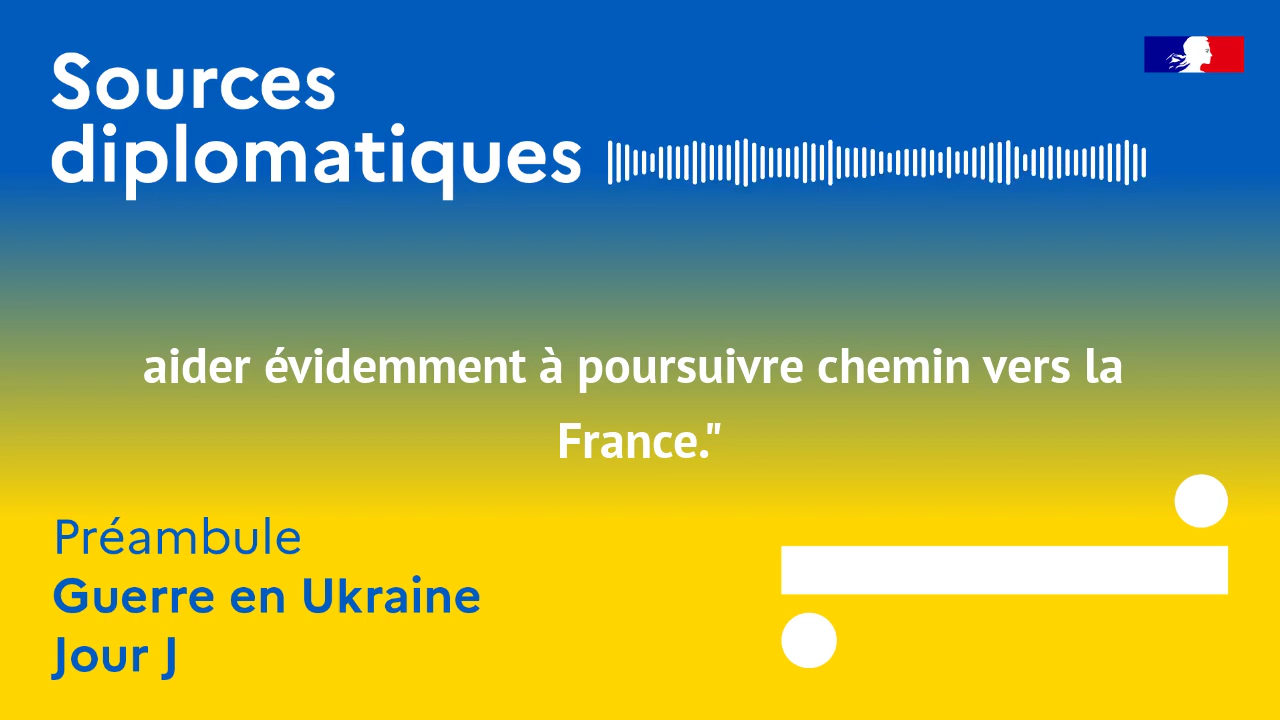 Sources
diplomatiques
aider évidemment à poursuivre chemin vers la
France."
Préambule
Guerre en Ukraine
Jour J